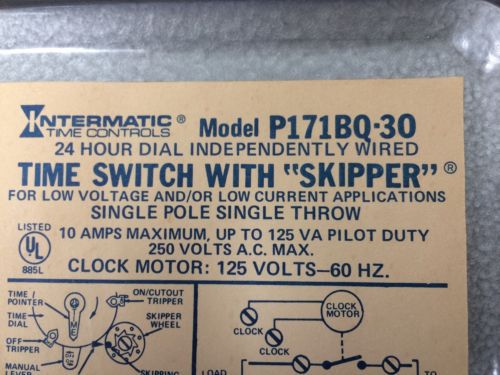 INTERMATIC® Model P171BQ-30
TIME CONTROLS
24 HOUR DIAL INDEPENDENTLY WIRED
TIME SWITCH WITH "SKIPPER"®
FOR LOW VOLTAGE AND/OR LOW CURRENT APPLICATIONS
SINGLE POLE SINGLE THROW
LISTED
UL
885L
10 AMPS MAXIMUM, UP TO 125 VA PILOT DUTY
250 VOLTS A.C. MAX.
CLOCK MOTOR: 125 VOLTS–60 HZ.
TIME
POINTER
ON/CUTOUT
TRIPPER
TIME
DIAL
SKIPPER
WHEEL
OFF
TRIPPER
MANUAL
LEVER
SKIPPING
CLOCK
MOTOR
CLOCK
CLOCK
LOAD
TO